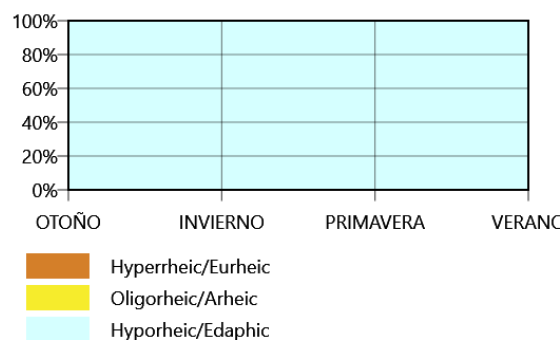 100%
80%
60%
40%
20%
0%
OTOÑO INVIERNO PRIMAVERA VERANO
Hyperrheic/Eurheic
Oligorheic/Arheic
Hyporheic/Edaphic